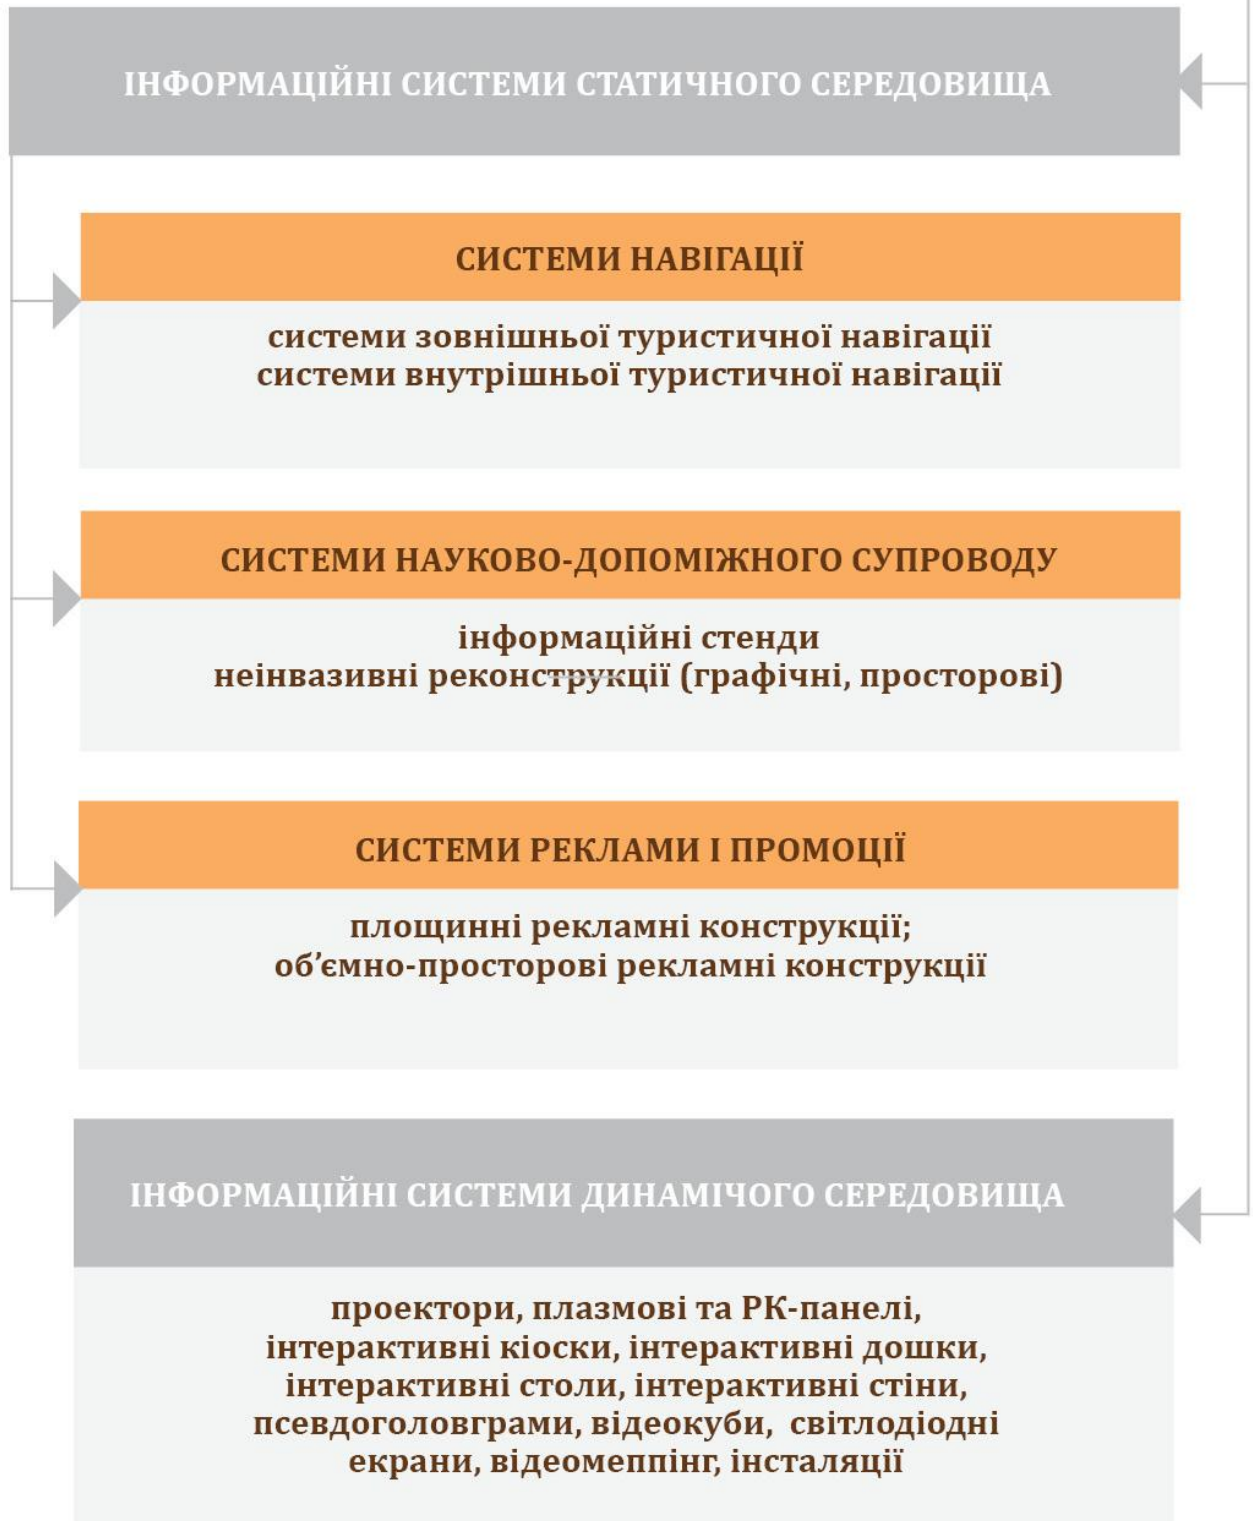 ІНФОРМАЦІЙНІ СИСТЕМИ СТАТИЧНОГО СЕРЕДОВИЩА
СИСТЕМИ НАВІГАЦІЇ
системи зовнішньої туристичної навігації
системи внутрішньої туристичної навігації
СИСТЕМИ НАУКОВО-ДОПОМІЖНОГО СУПРОВОДУ
інформаційні стенди
неінвазивні реконструкції (графічні, просторові)
СИСТЕМИ РЕКЛАМИ І ПРОМОЦІЇ
площинні рекламні конструкції;
об’ємно-просторові рекламні конструкції
ІНФОРМАЦІЙНІ СИСТЕМИ ДИНАМІЧОГО СЕРЕДОВИЩА
проектори, плазмові та РК-панелі,
інтерактивні кіоски, інтерактивні дошки,
інтерактивні столи, інтерактивні стіни,
псевдоголовграми, відеокуби, світлодіодні
екрани, відеомеппінг, інсталяції